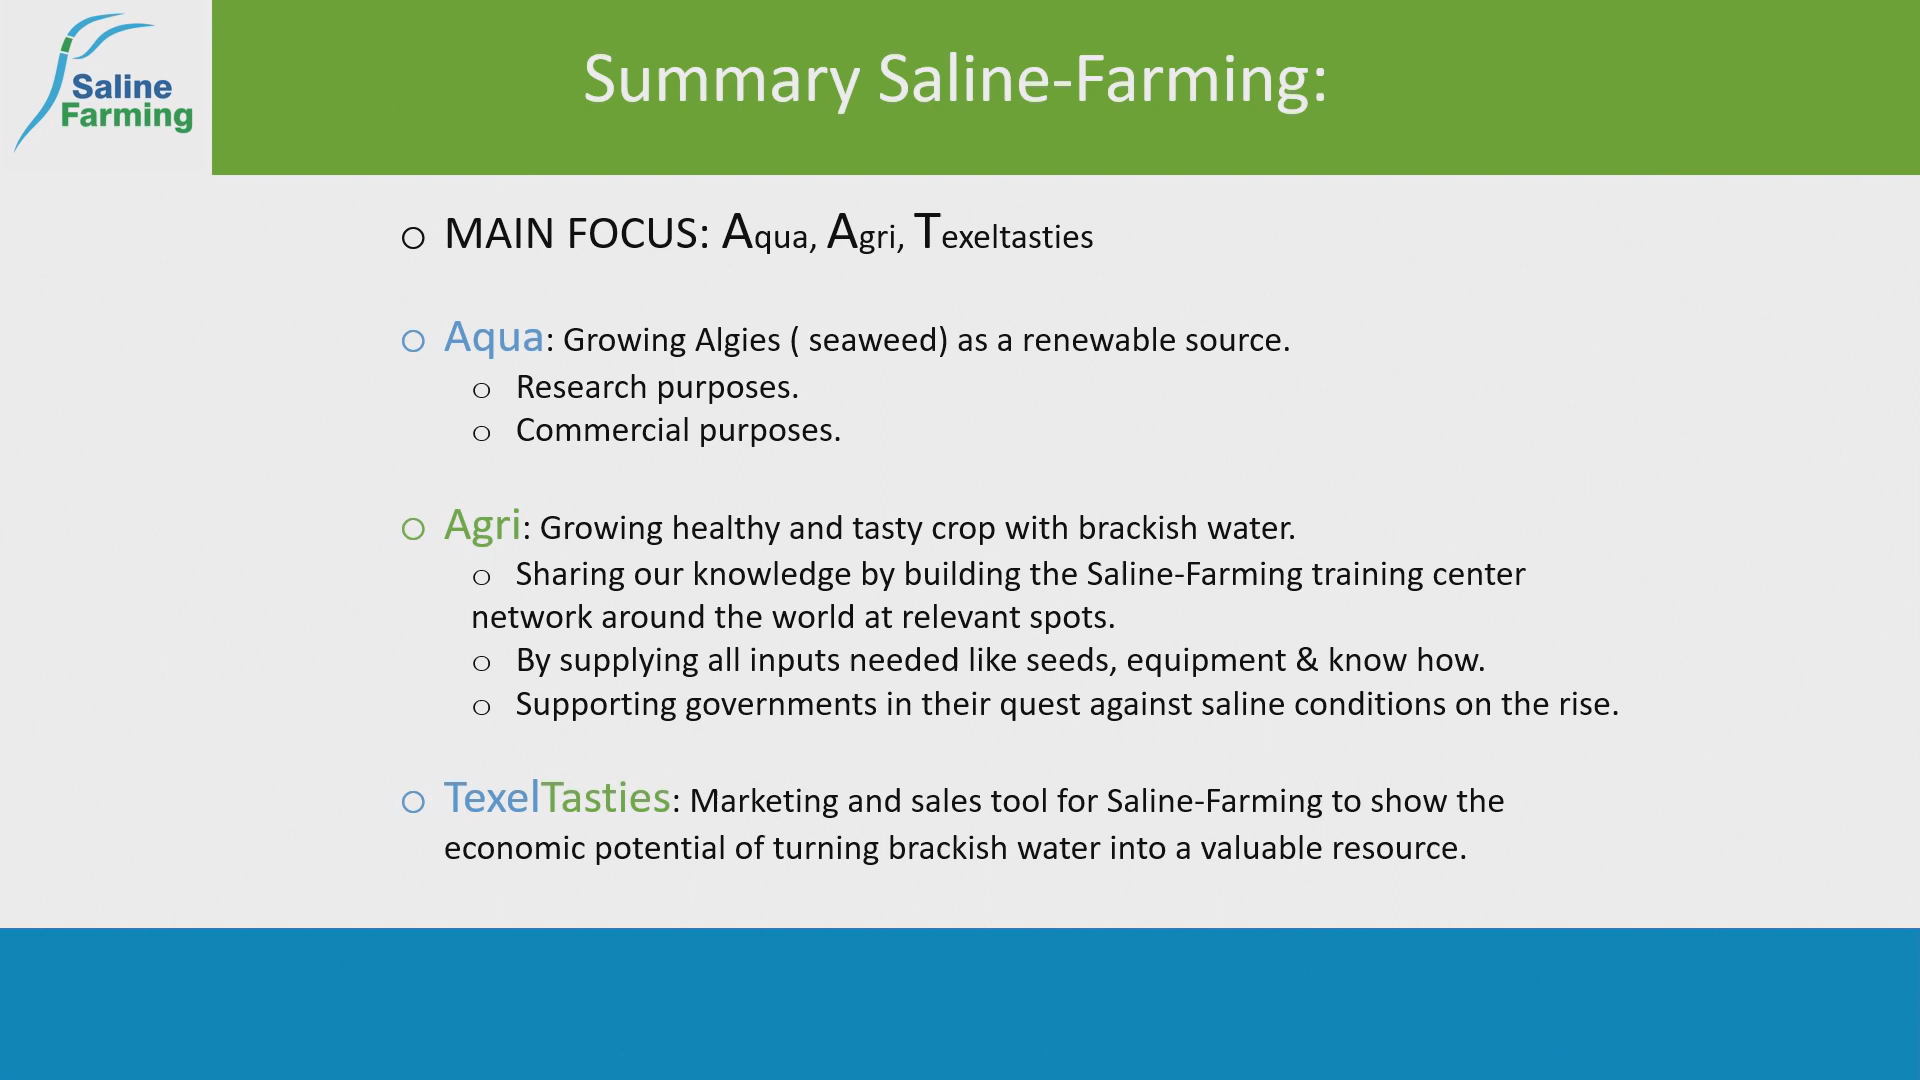 Saline
Farming
Summary Saline-Farming:
o MAIN FOCUS: Aqua, Agri, Texeltasties
o Aqua: Growing Algies ( seaweed) as a renewable source.
o Research purposes.
o Commercial purposes.
o Agri: Growing healthy and tasty crop with brackish water.
o Sharing our knowledge by building the Saline-Farming training center
network around the world at relevant spots.
o By supplying all inputs needed like seeds, equipment & know how.
o Supporting governments in their quest against saline conditions on the rise.
o TexelTasties: Marketing and sales tool for Saline-Farming to show the
economic potential of turning brackish water into a valuable resource.